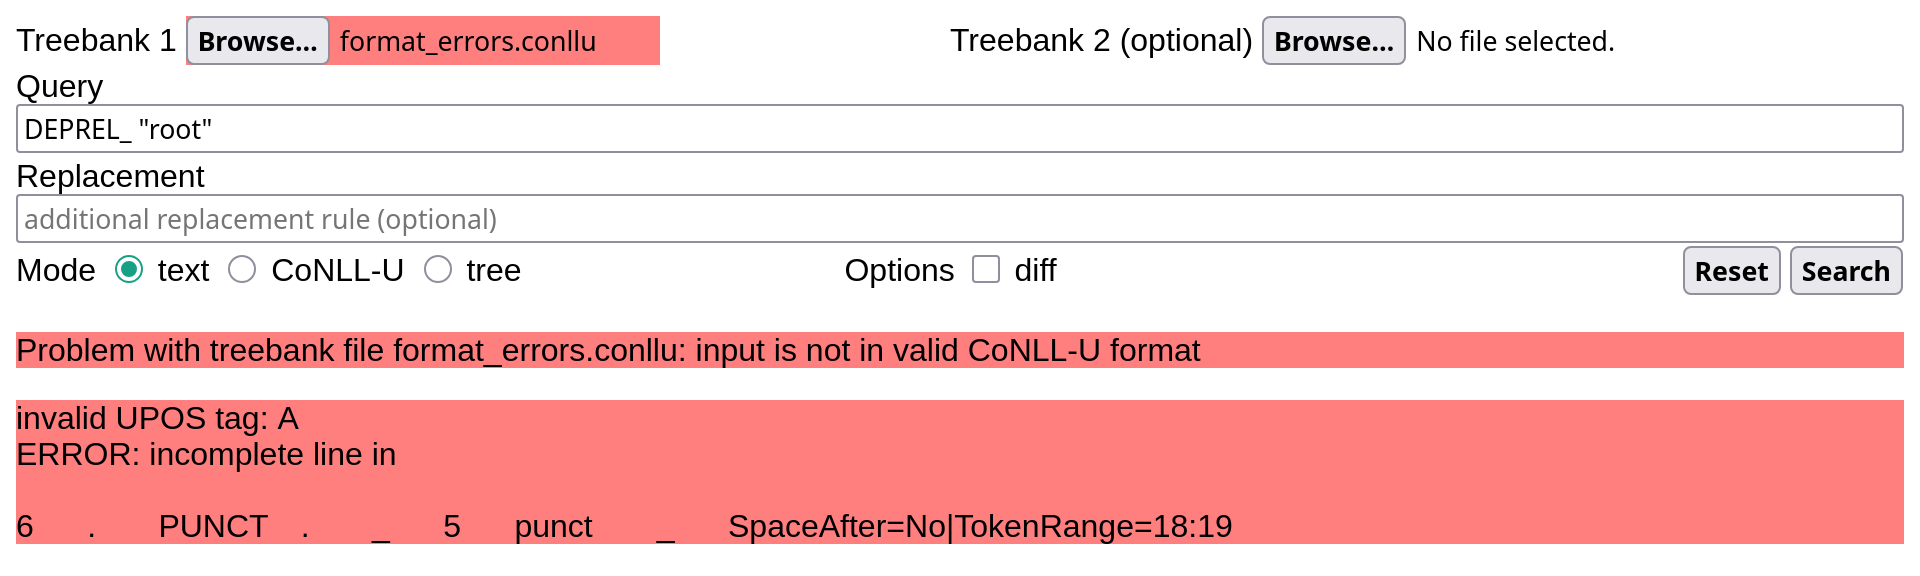 Treebank 1 Browse... format_errors.conllu Treebank 2 (optional) Browse... No file selected.
Query
DEPREL_ "root"
Replacement
additional replacement rule (optional)
Mode text CoNLL-U tree Options diff Reset Search
Problem with treebank file format_errors.conllu: input is not in valid CoNLL-U format
invalid UPOS tag: A
ERROR: incomplete line in
6 . PUNCT . _ 5 punct _ SpaceAfter=No|TokenRange=18:19